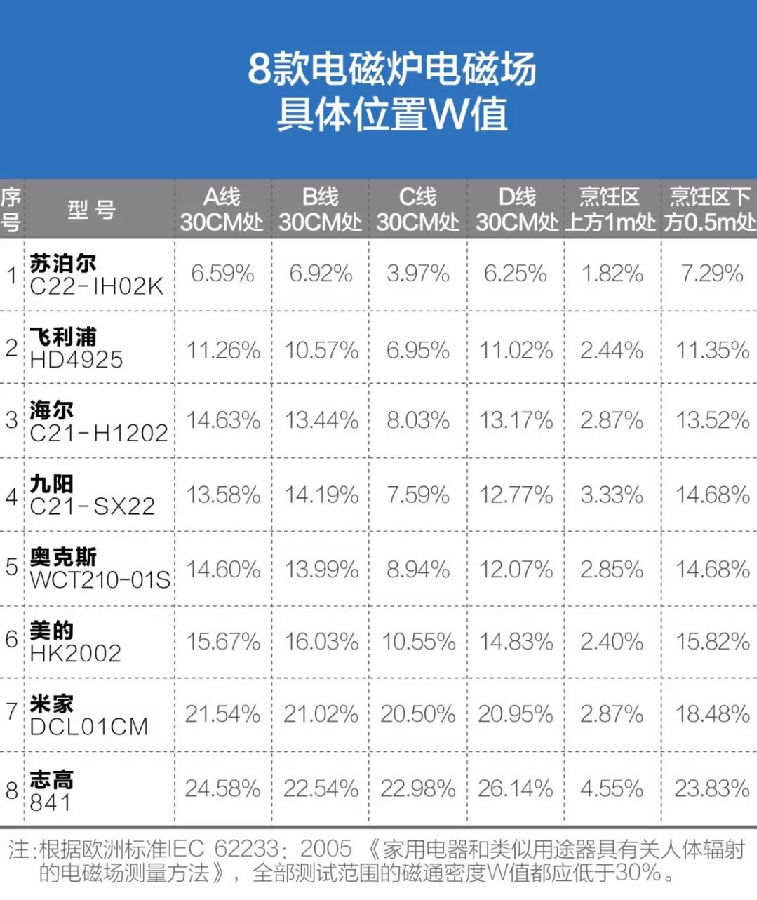 8款电磁炉电磁场
具体位置W值
序号 型号 A线30CM处 B线30CM处 C线30CM处 D线30CM处 烹饪区上方1m处 烹饪区下方0.5m处
1 苏泊尔 C22-IH02K 6.59% 6.92% 3.97% 6.25% 1.82% 7.29%
2 飞利浦 HD4925 11.26% 10.57% 6.95% 11.02% 2.44% 11.35%
3 海尔 C21-H1202 14.63% 13.44% 8.03% 13.17% 2.87% 13.52%
4 九阳 C21-SX22 13.58% 14.19% 7.59% 12.77% 3.33% 14.68%
5 奥克斯 WCT210-01S 14.60% 13.99% 8.94% 12.07% 2.85% 14.68%
6 美的 HK2002 15.67% 16.03% 10.55% 14.83% 2.40% 15.82%
7 米家 DCL01CM 21.54% 21.02% 20.50% 20.95% 2.87% 18.48%
8 志高 841 24.58% 22.54% 22.98% 26.14% 4.55% 23.83%
注:根据欧洲标准IEC 62233：2005《家用电器和类似用途器具有关人体辐射
的电磁场测量方法》，全部测试范围的磁通密度W值都应低于30%。